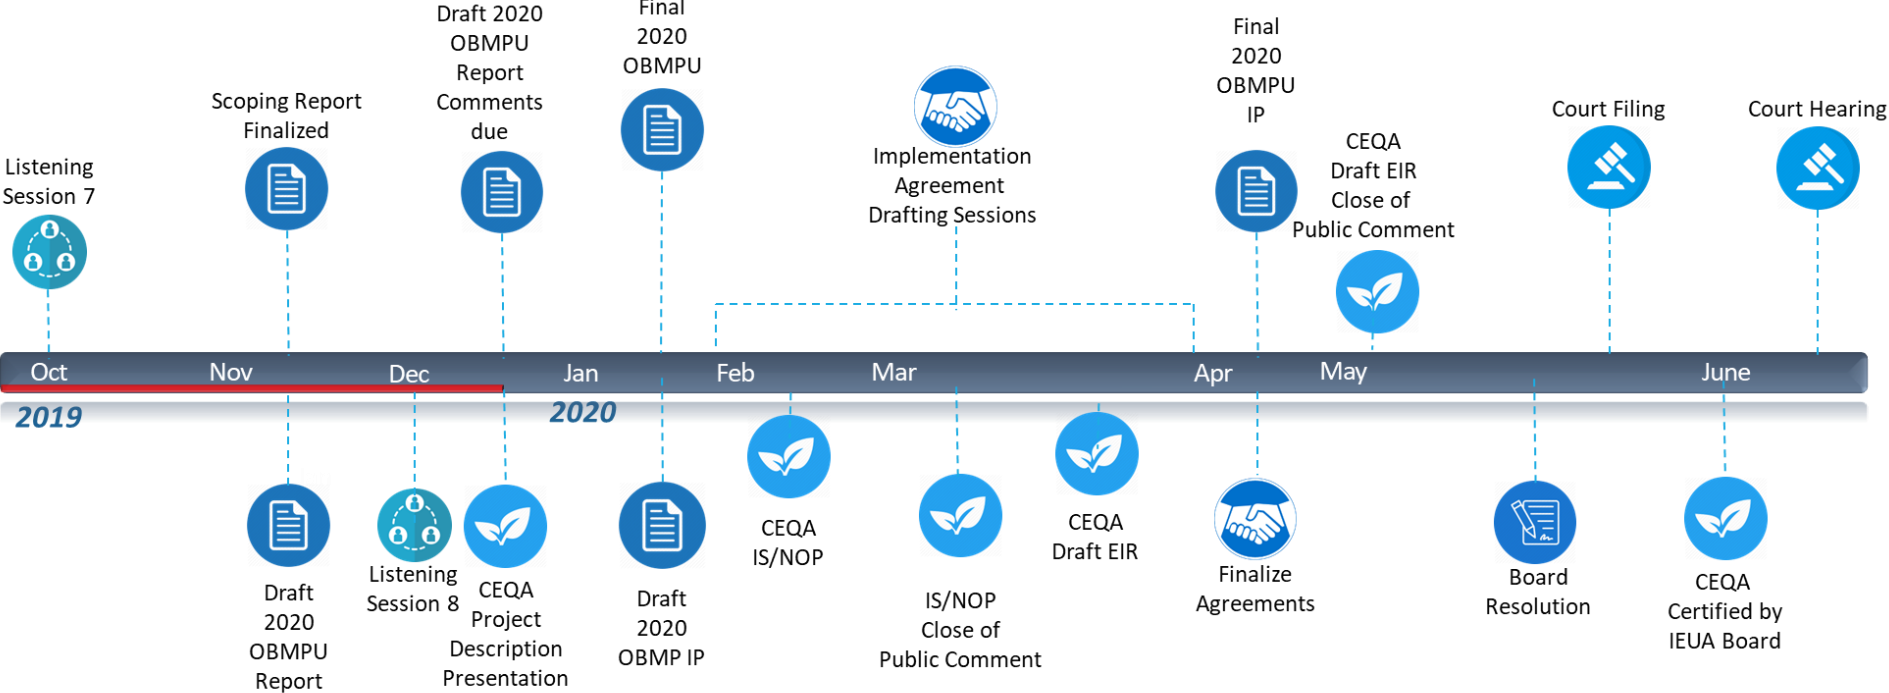 Listening
Session 7
Scoping Report
Finalized
Draft 2020
OBMPU
Report
Comments
due
Final
2020
OBMPU
Implementation
Agreement
Drafting Sessions
Final
2020
OBMPU
IP
CEQA
Draft EIR
Close of
Public Comment
Court Filing
Court Hearing
Oct
Nov
Dec
Jan
Feb
Mar
Apr
May
June
2019
2020
Draft
2020
OBMPU
Report
Listening
Session 8
CEQA
Project
Description
Presentation
Draft
2020
OBMP IP
CEQA
IS/NOP
IS/NOP
Close of
Public Comment
CEQA
Draft EIR
Finalize
Agreements
Board
Resolution
CEQA
Certified by
IEUA Board